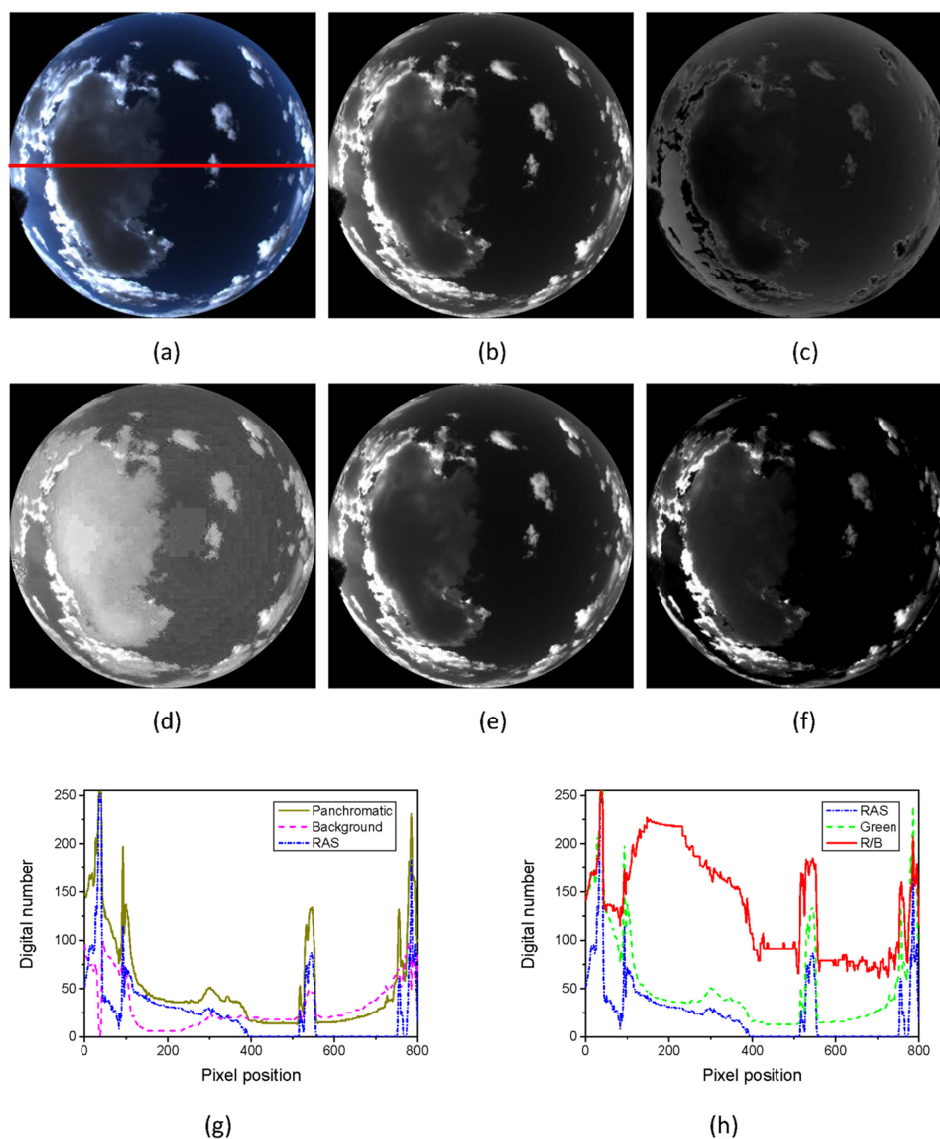 (a) (b) (c)
(d) (e) (f)
250
200
150
100
50
0
Digital number
Panchromatic
Background
RAS
0 200 400 600 800
Pixel position
(g)
250
200
150
100
50
0
Digital number
RAS
Green
R/B
0 200 400 600 800
Pixel position
(h)